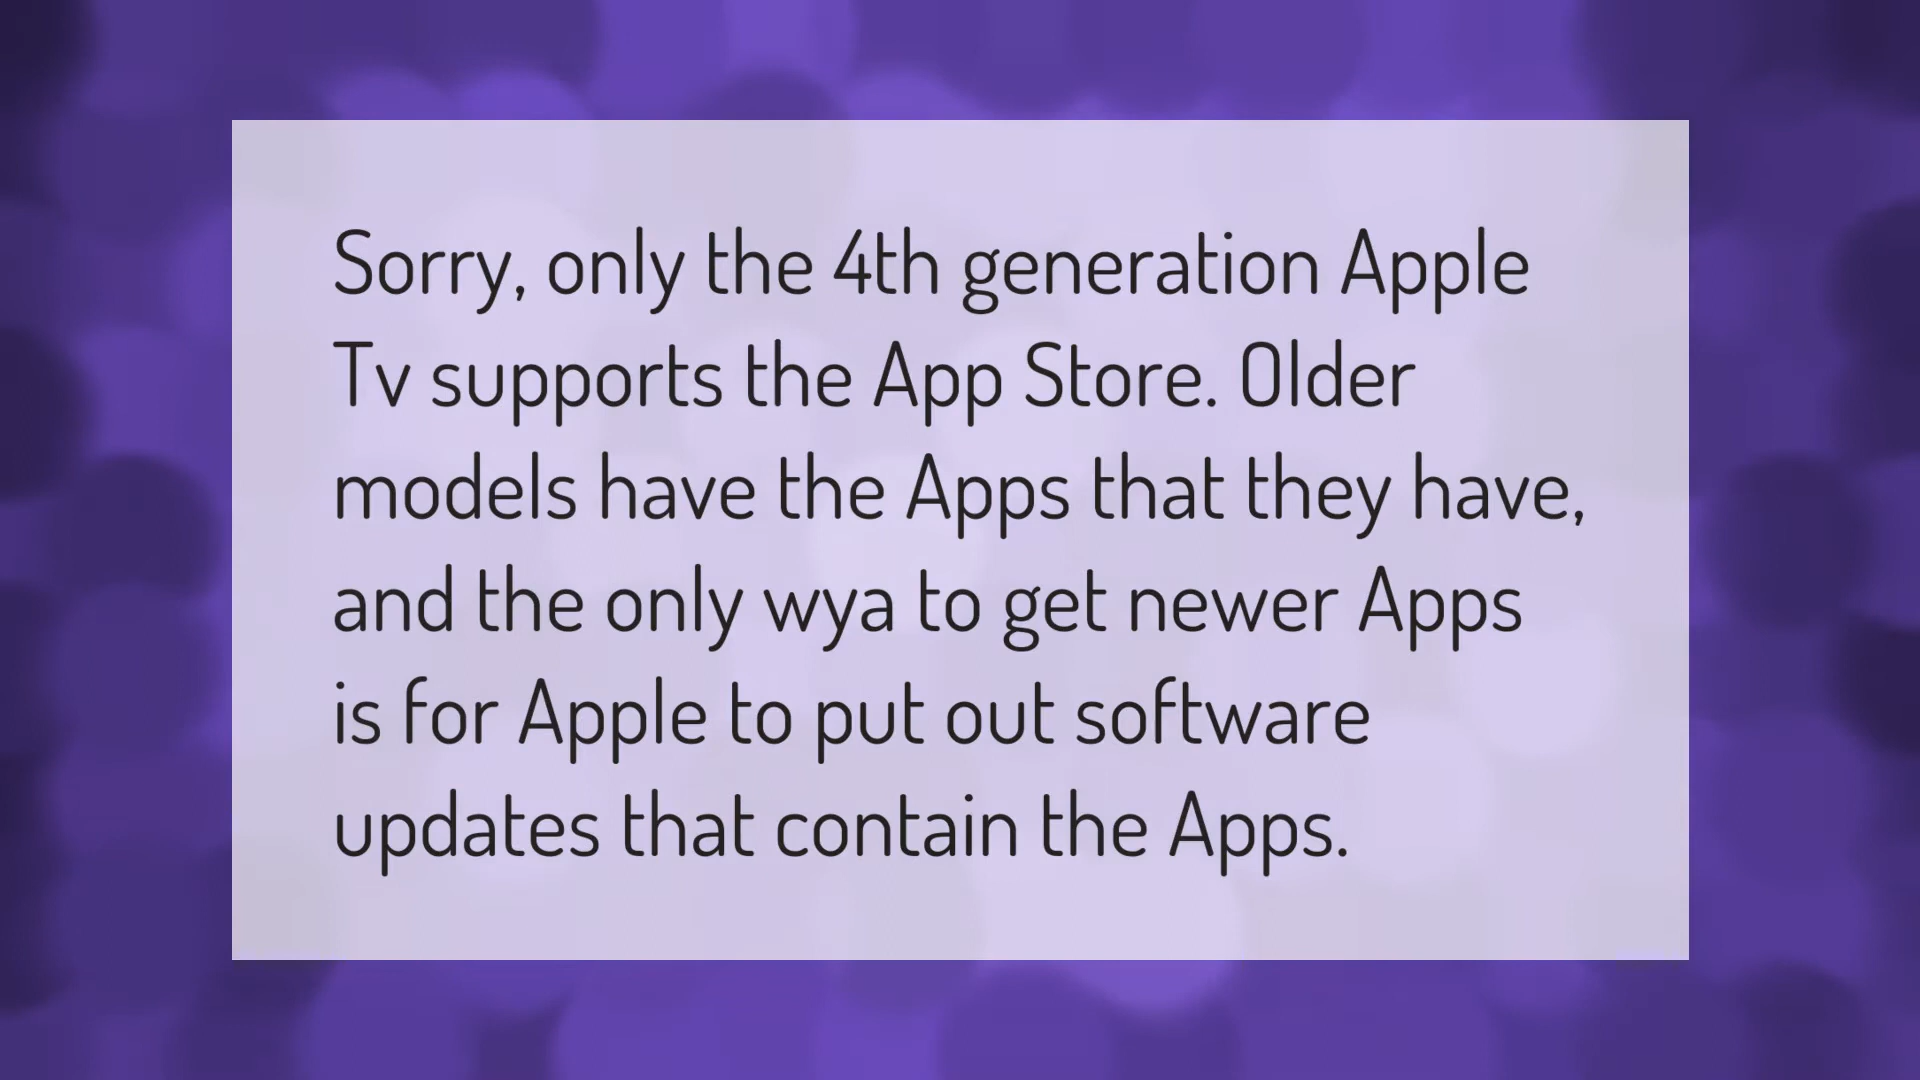 Sorry, only the 4th generation Apple
Tv supports the App Store. Older
models have the Apps that they have,
and the only wya to get newer Apps
is for Apple to put out software
updates that contain the Apps.